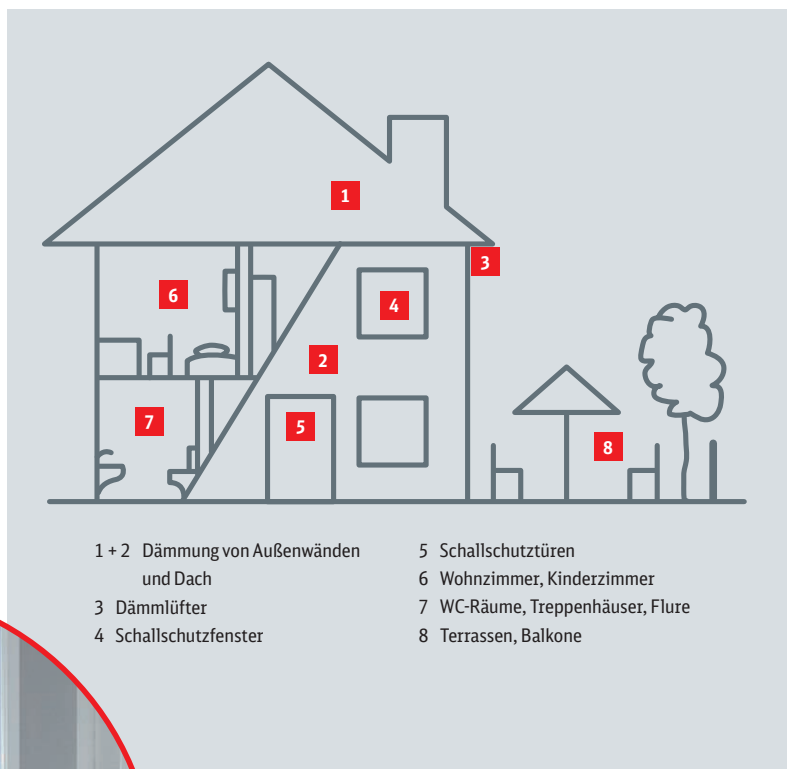 1
3
6
4
2
7
5
8
1 + 2 Dämmung von Außenwänden
und Dach
3 Dämmlüfter
4 Schallschutzfenster
5 Schallschutztüren
6 Wohnzimmer, Kinderzimmer
7 WC-Räume, Treppenhäuser, Flure
8 Terrassen, Balkone